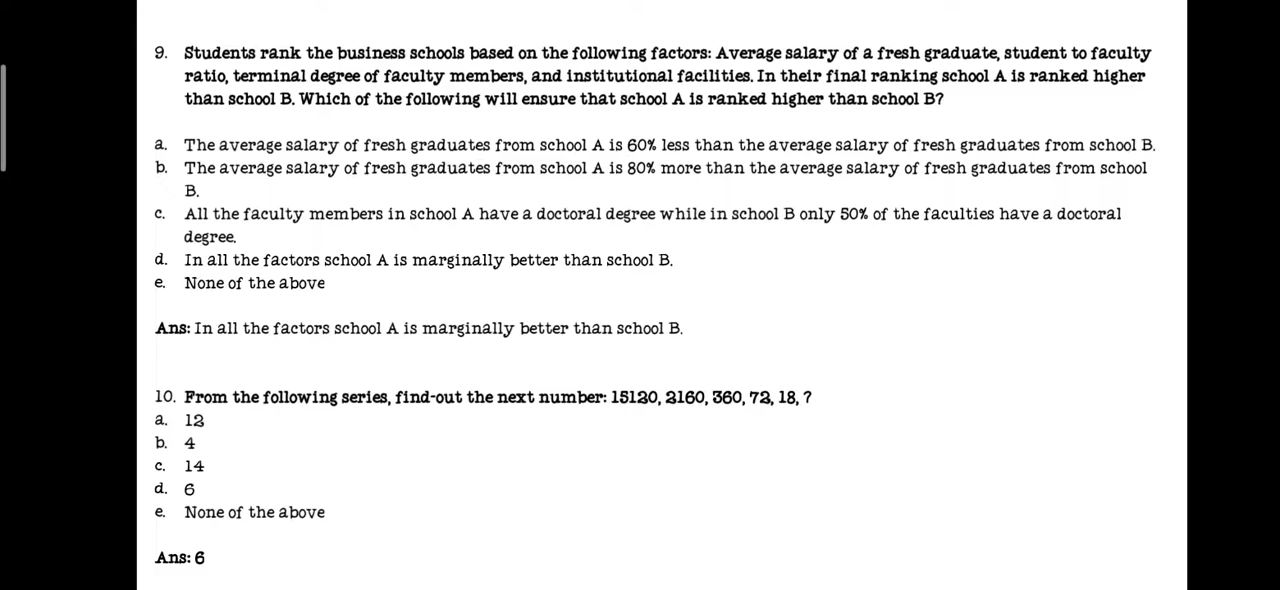 9. Students rank the business schools based on the following factors: Average salary of a fresh graduate, student to faculty
ratio, terminal degree of faculty members, and institutional facilities. In their final ranking school A is ranked higher
than school B. Which of the following will ensure that school A is ranked higher than school B?
a. The average salary of fresh graduates from school A is 60% less than the average salary of fresh graduates from school B.
b. The average salary of fresh graduates from school A is 80% more than the average salary of fresh graduates from school
B.
c. All the faculty members in school A have a doctoral degree while in school B only 50% of the faculties have a doctoral
degree.
d. In all the factors school A is marginally better than school B.
e. None of the above
Ans: In all the factors school A is marginally better than school B.
10. From the following series, find-out the next number: 15120, 2160, 360, 72, 18, ?
a. 12
b. 4
c. 14
d. 6
e. None of the above
Ans: 6